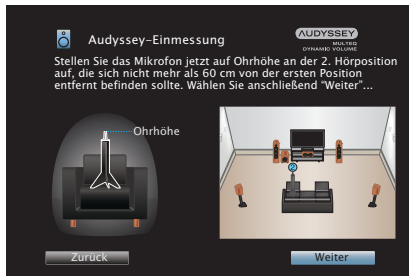 Audyssey-Einmessung
AUDYSSEY
MULTEQ
DYNAMIC VOLUME
Stellen Sie das Mikrofon jetzt auf Ohrhöhe an der 2. Hörposition
auf, die sich nicht mehr als 60 cm von der ersten Position
entfernt befinden sollte. Wählen Sie anschließend “Weiter”...
Ohrhöhe
2
Zurück
Weiter